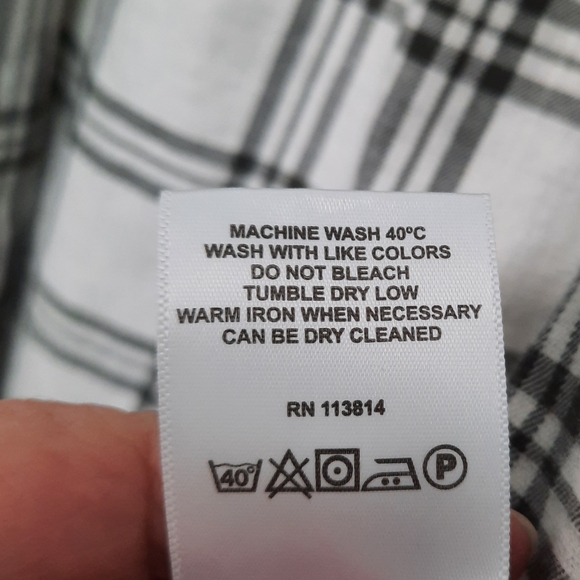 MACHINE WASH 40ºC
WASH WITH LIKE COLORS
DO NOT BLEACH
TUMBLE DRY LOW
WARM IRON WHEN NECESSARY
CAN BE DRY CLEANED
RN 113814
40° P